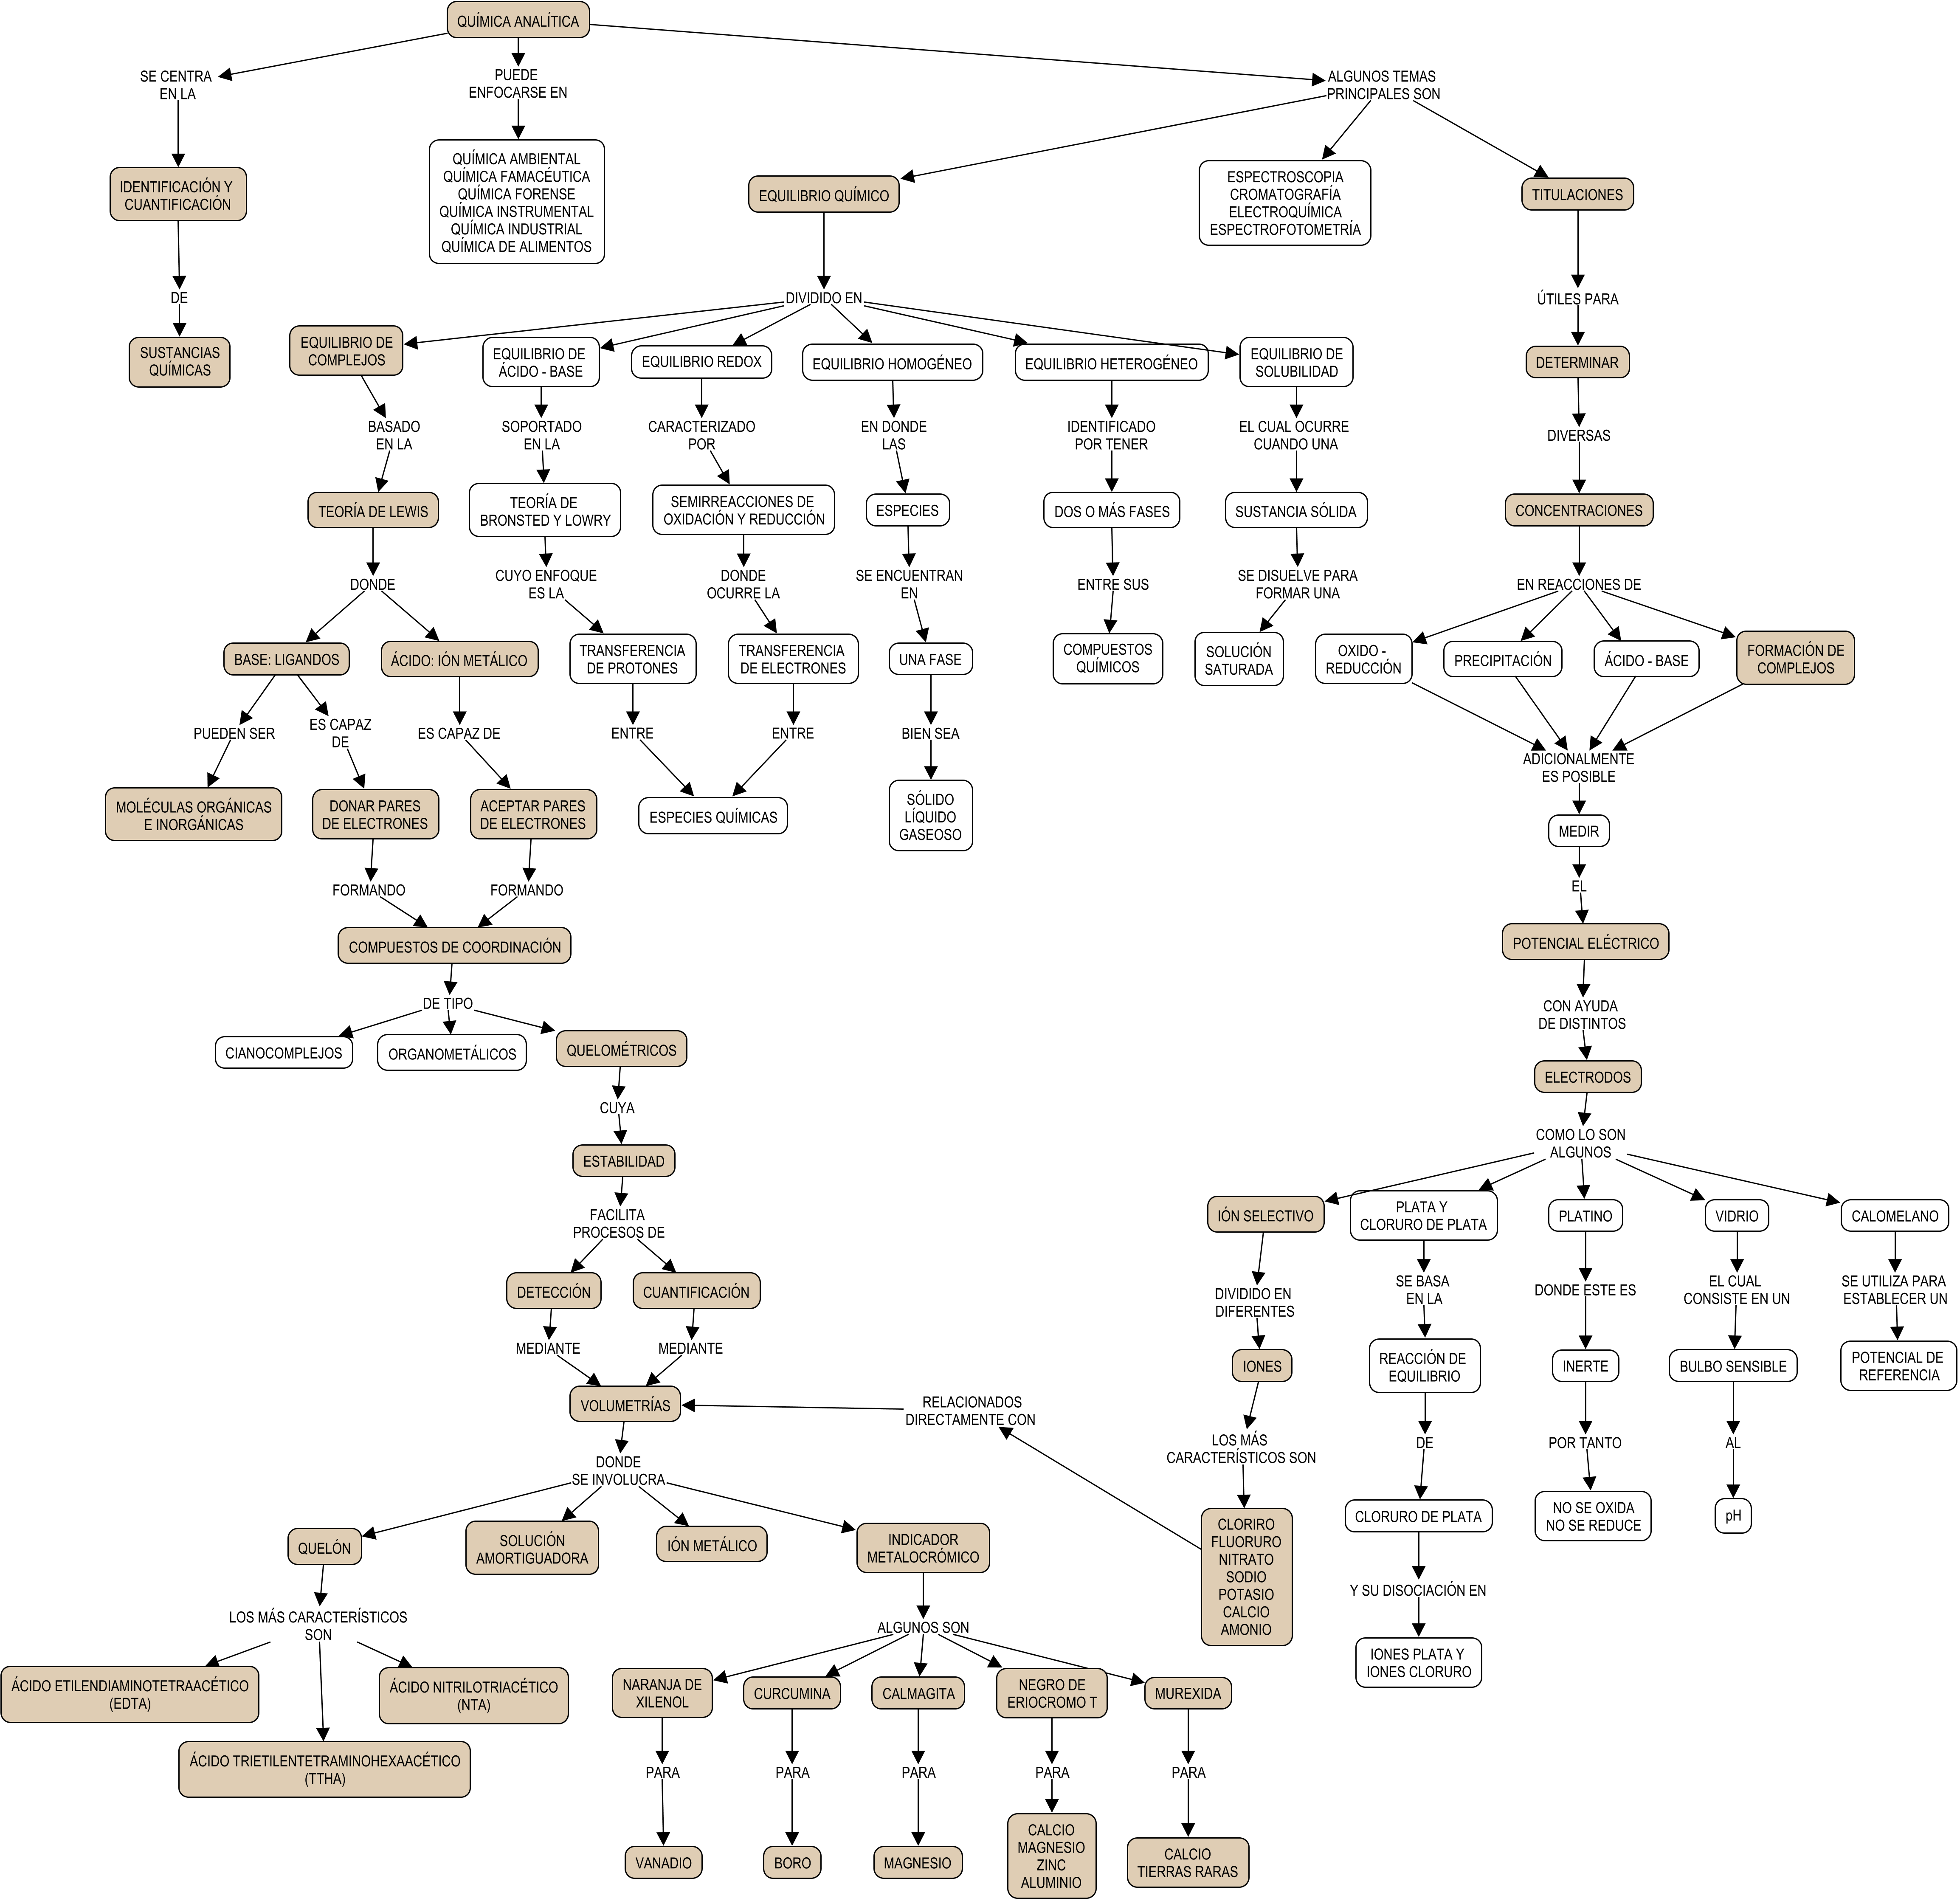 QUÍMICA ANALÍTICA
SE CENTRA
EN LA
PUEDE
ENFOCARSE EN
ALGUNOS TEMAS
PRINCIPALES SON
IDENTIFICACIÓN Y
CUANTIFICACIÓN
QUÍMICA AMBIENTAL
QUÍMICA FAMACÉUTICA
QUÍMICA FORENSE
QUÍMICA INSTRUMENTAL
QUÍMICA INDUSTRIAL
QUÍMICA DE ALIMENTOS
EQUILIBRIO QUÍMICO
ESPECTROSCOPIA
CROMATOGRAFÍA
ELECTROQUÍMICA
ESPECTROFOTOMETRÍA
TITULACIONES
DE
DIVIDIDO EN
ÚTILES PARA
SUSTANCIAS
QUÍMICAS
EQUILIBRIO DE
COMPLEJOS
EQUILIBRIO DE
ÁCIDO - BASE
EQUILIBRIO REDOX
EQUILIBRIO HOMOGÉNEO
EQUILIBRIO HETEROGÉNEO
EQUILIBRIO DE
SOLUBILIDAD
DETERMINAR
BASADO
EN LA
SOPORTADO
EN LA
CARACTERIZADO
POR
EN DONDE
LAS
IDENTIFICADO
POR TENER
EL CUAL OCURRE
CUANDO UNA
DIVERSAS
TEORÍA DE LEWIS
TEORÍA DE
BRONSTED Y LOWRY
SEMIRREACCIONES DE
OXIDACIÓN Y REDUCCIÓN
ESPECIES
DOS O MÁS FASES
SUSTANCIA SÓLIDA
CONCENTRACIONES
DONDE
CUYO ENFOQUE
ES LA
DONDE
OCURRE LA
SE ENCUENTRAN
EN
ENTRE SUS
SE DISUELVE PARA
FORMAR UNA
EN REACCIONES DE
BASE: LIGANDOS
ÁCIDO: IÓN METÁLICO
TRANSFERENCIA
DE PROTONES
TRANSFERENCIA
DE ELECTRONES
UNA FASE
COMPUESTOS
QUÍMICOS
SOLUCIÓN
SATURADA
OXIDO -
REDUCCIÓN
PRECIPITACIÓN
ÁCIDO - BASE
FORMACIÓN DE
COMPLEJOS
PUEDEN SER
ES CAPAZ
DE
ES CAPAZ DE
ENTRE
ENTRE
BIEN SEA
ADICIONALMENTE
ES POSIBLE
MOLÉCULAS ORGÁNICAS
E INORGÁNICAS
DONAR PARES
DE ELECTRONES
ACEPTAR PARES
DE ELECTRONES
ESPECIES QUÍMICAS
SÓLIDO
LÍQUIDO
GASEOSO
MEDIR
FORMANDO
FORMANDO
EL
COMPUESTOS DE COORDINACIÓN
POTENCIAL ELÉCTRICO
DE TIPO
CON AYUDA
DE DISTINTOS
CIANOCOMPLEJOS
ORGANOMETÁLICOS
QUELOMÉTRICOS
ELECTRODOS
CUYA
COMO LO SON
ALGUNOS
ESTABILIDAD
FACILITA
PROCESOS DE
IÓN SELECTIVO
PLATA Y
CLORURO DE PLATA
PLATINO
VIDRIO
CALOMELANO
DETECCIÓN
CUANTIFICACIÓN
DIVIDIDO EN
DIFERENTES
SE BASA
EN LA
DONDE ESTE ES
EL CUAL
CONSISTE EN UN
SE UTILIZA PARA
ESTABLECER UN
MEDIANTE
MEDIANTE
IONES
REACCIÓN DE
EQUILIBRIO
INERTE
BULBO SENSIBLE
POTENCIAL DE
REFERENCIA
VOLUMETRÍAS
RELACIONADOS
DIRECTAMENTE CON
LOS MÁS
CARACTERÍSTICOS SON
DE
POR TANTO
AL
DONDE
SE INVOLUCRA
QUELÓN
SOLUCIÓN
AMORTIGUADORA
IÓN METÁLICO
INDICADOR
METALOCRÓMICO
CLORIRO
FLUORURO
NITRATO
SODIO
POTASIO
CALCIO
AMONIO
CLORURO DE PLATA
NO SE OXIDA
NO SE REDUCE
pH
LOS MÁS CARACTERÍSTICOS
SON
ALGUNOS SON
Y SU DISOCIACIÓN EN
ÁCIDO ETILENDIAMINOTETRAACÉTICO
(EDTA)
ÁCIDO NITRILOTRIACÉTICO
(NTA)
NARANJA DE
XILENOL
CURCUMINA
CALMAGITA
NEGRO DE
ERIOCROMO T
MUREXIDA
IONES PLATA Y
IONES CLORURO
ÁCIDO TRIETILENTETRAMINOHEXAACÉTICO
(TTHA)
PARA
PARA
PARA
PARA
PARA
VANADIO
BORO
MAGNESIO
CALCIO
MAGNESIO
ZINC
ALUMINIO
CALCIO
TIERRAS RARAS